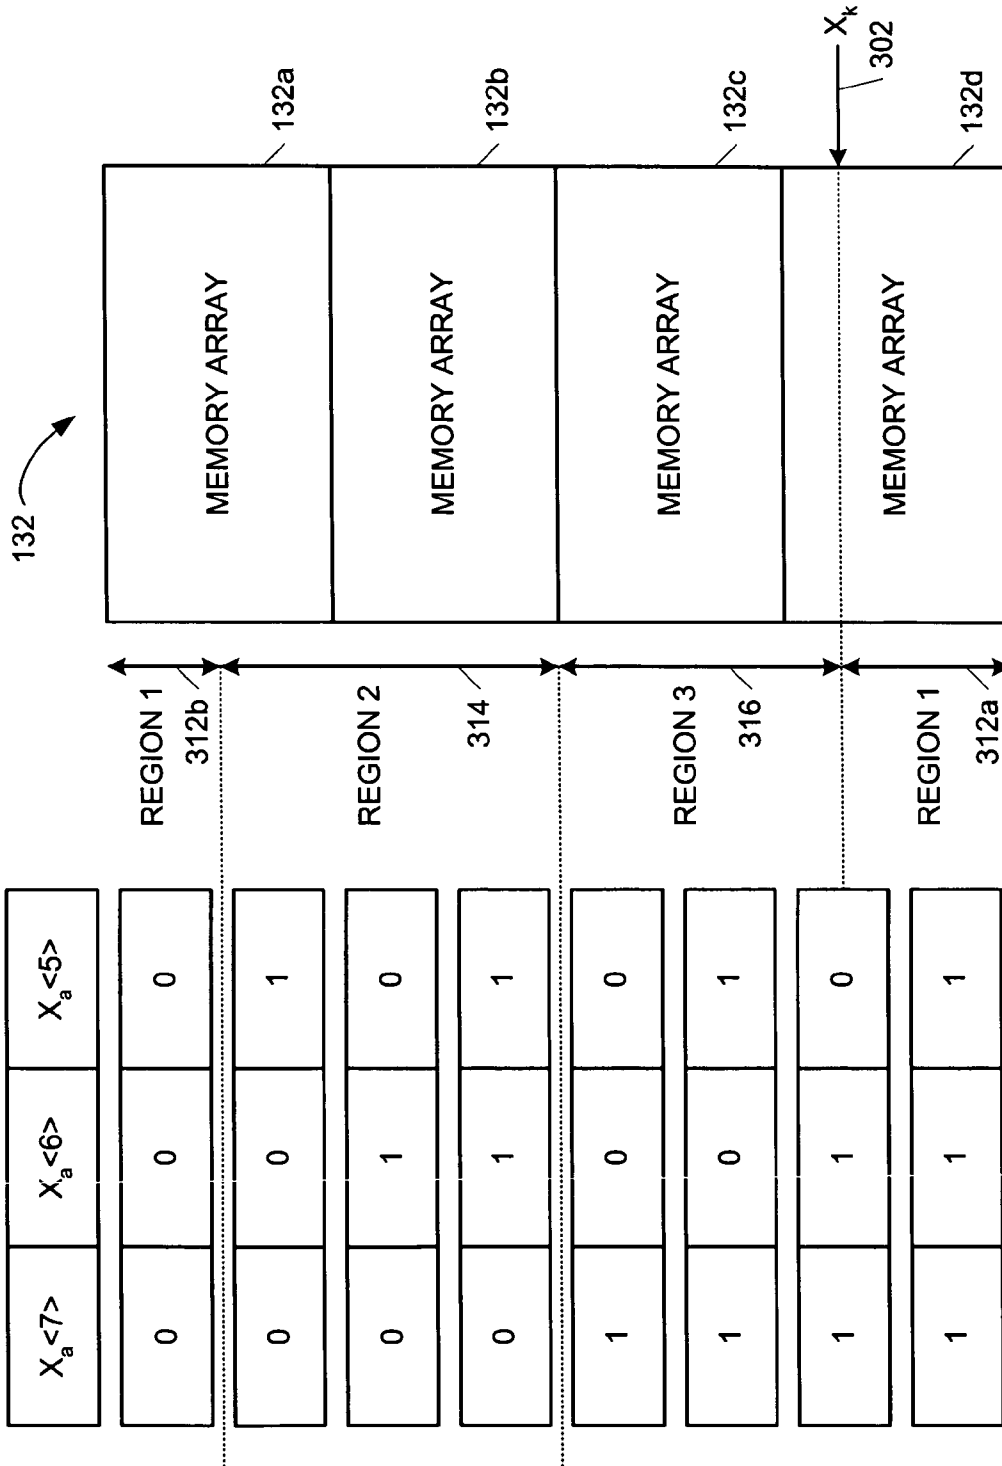 132
X_a<7> X_a<6> X_a<5>
0 0 0
0 0 1
0 1 0
0 1 1
1 0 0
1 0 1
1 1 0
1 1 1
REGION 1
312b
REGION 2
314
REGION 3
316
REGION 1
312a
MEMORY ARRAY
132a
MEMORY ARRAY
132b
MEMORY ARRAY
132c
MEMORY ARRAY
132d
X_k
302